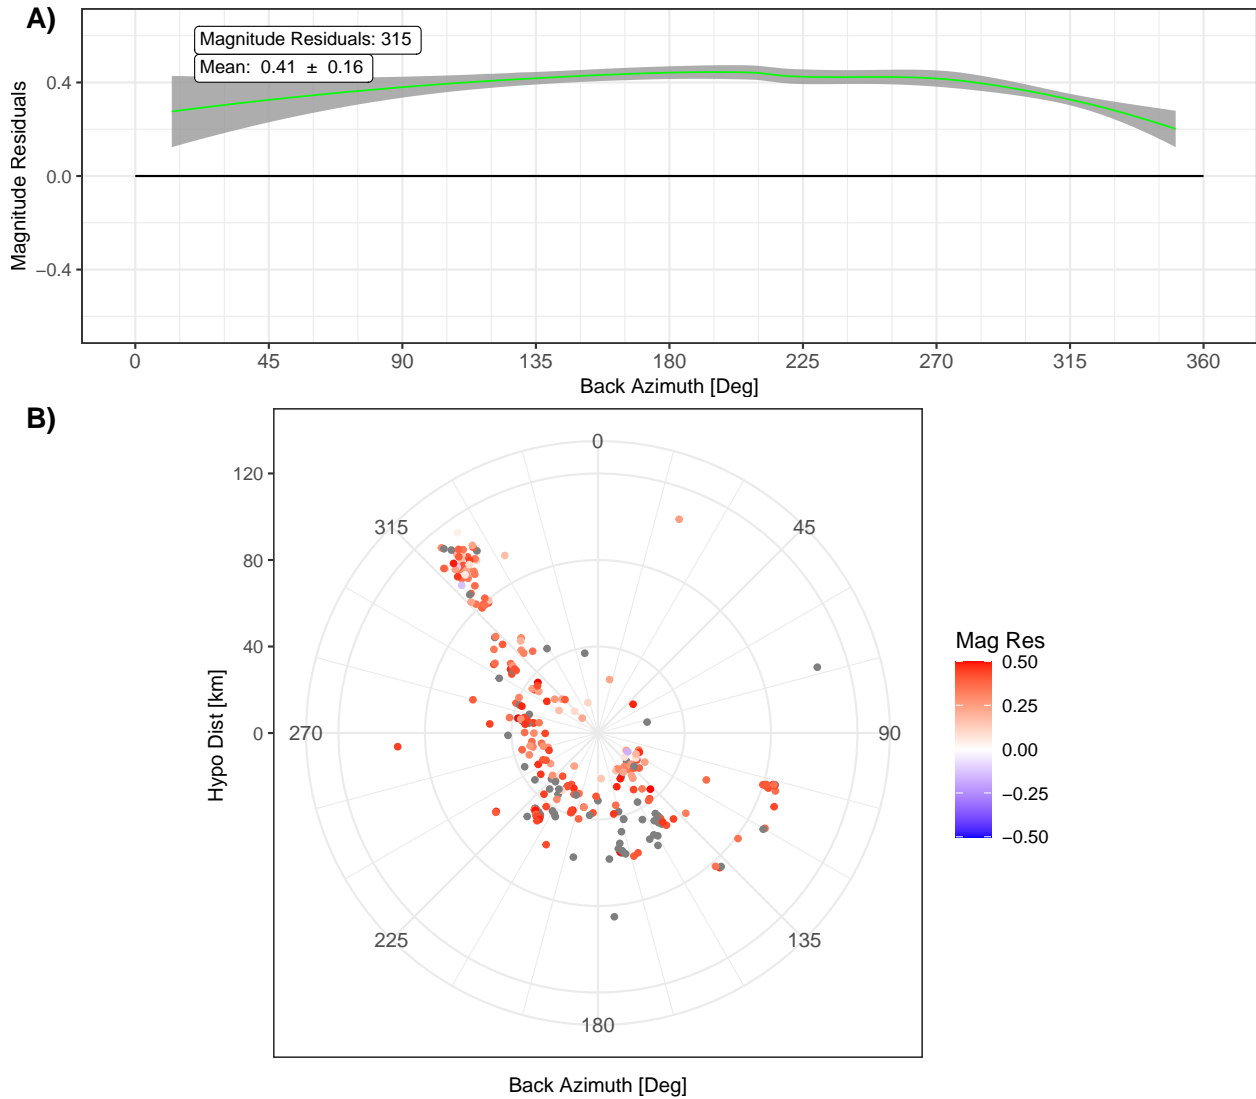 A)
Magnitude Residuals: 315
Mean: 0.41 ± 0.16
Magnitude Residuals
0.4
0.0
−0.4
0 45 90 135 180 225 270 315 360
Back Azimuth [Deg]
B)
Hypo Dist [km]
120
80
40
0
0
45
90
135
180
225
270
315
Back Azimuth [Deg]
Mag Res
0.50
0.25
0.00
−0.25
−0.50